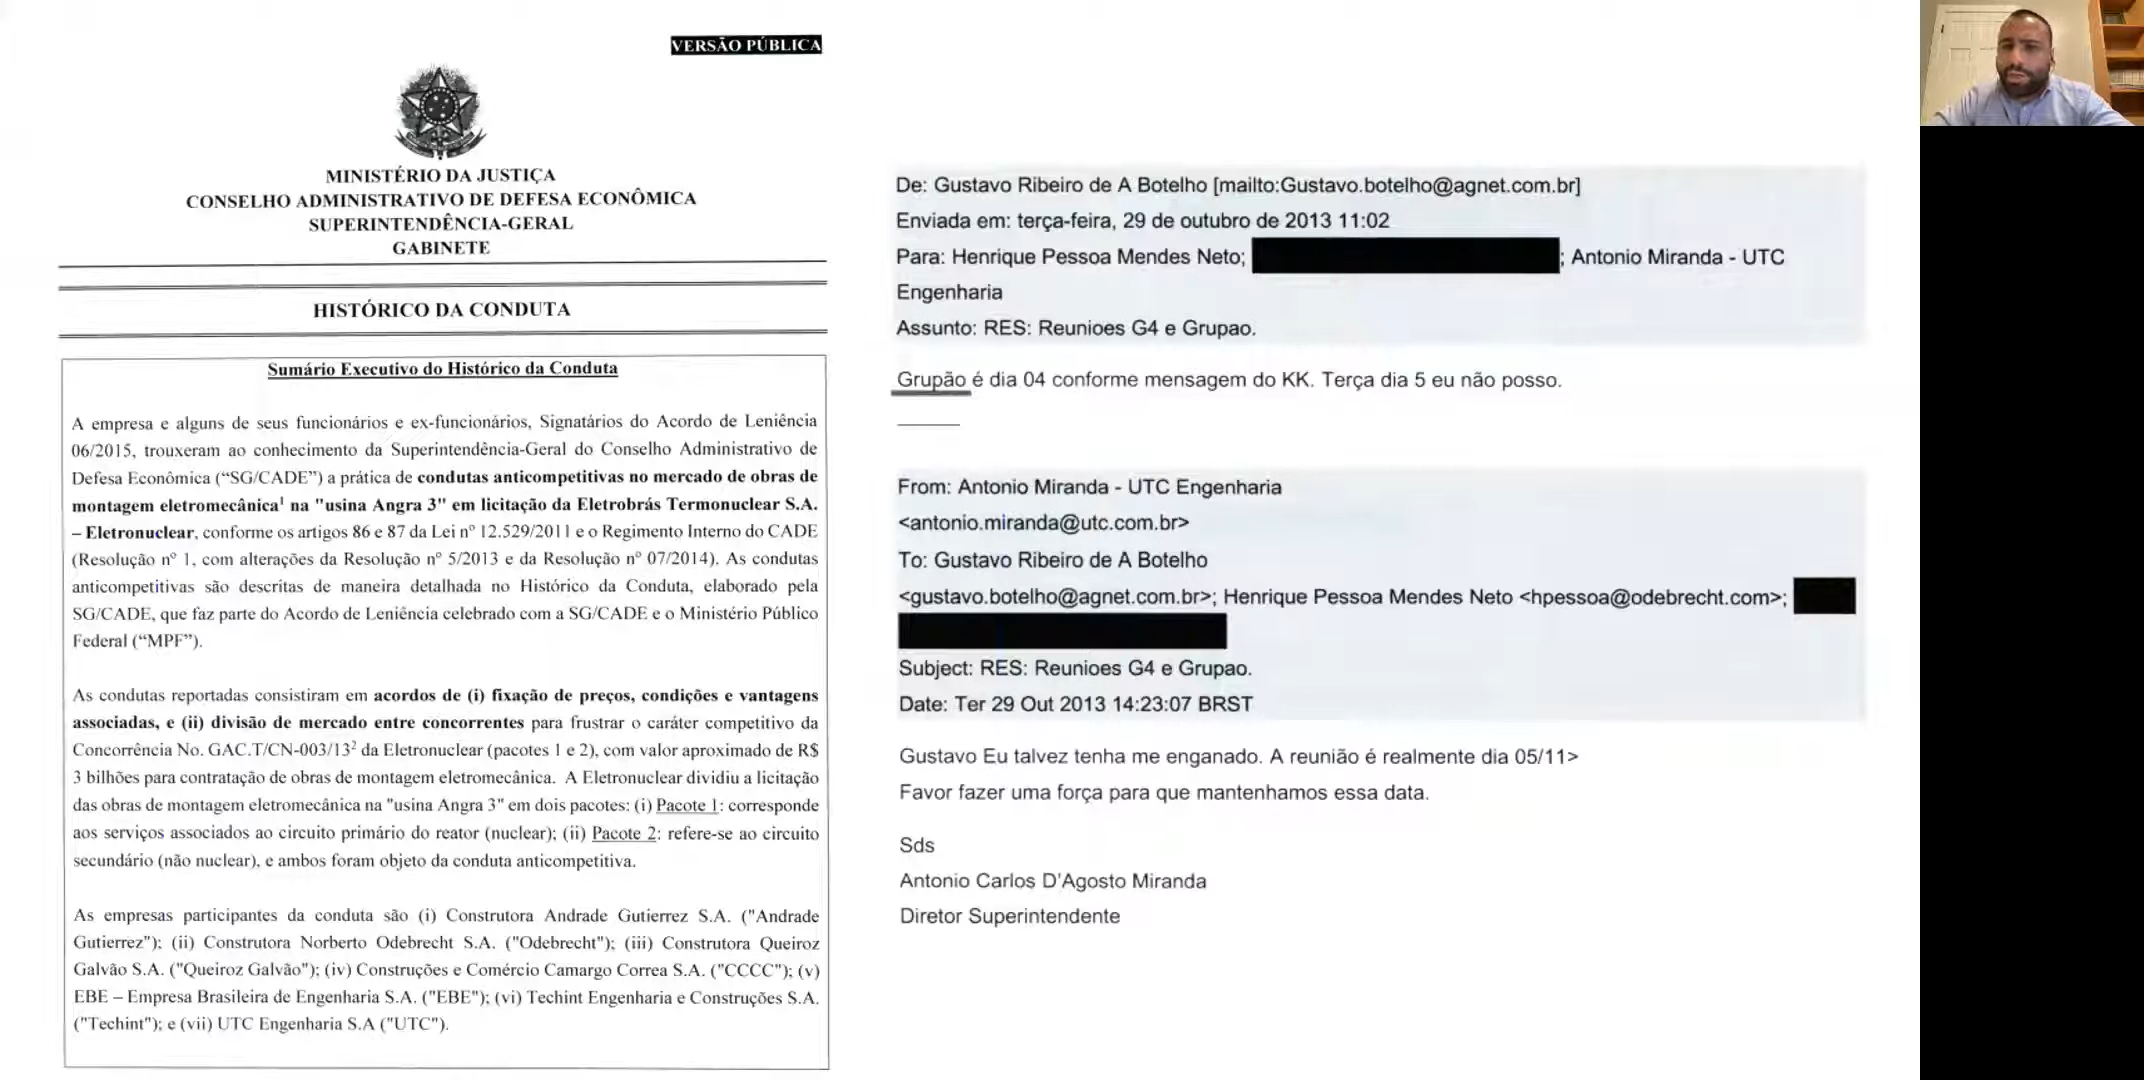 VERSÃO PÚBLICA
MINISTÉRIO DA JUSTIÇA
CONSELHO ADMINISTRATIVO DE DEFESA ECONÔMICA
SUPERINTENDÊNCIA-GERAL
GABINETE
HISTÓRICO DA CONDUTA
Sumário Executivo do Histórico da Conduta
A empresa e alguns de seus funcionários e ex-funcionários, Signatários do Acordo de Leniência
06/2015, trouxeram ao conhecimento da Superintendência-Geral do Conselho Administrativo de
Defesa Econômica ("SG/CADE") a prática de condutas anticompetitivas no mercado de obras de
montagem eletromecânica¹ na "usina Angra 3" em licitação da Eletrobrás Termonuclear S.A.
– Eletronuclear, conforme os artigos 86 e 87 da Lei nº 12.529/2011 e o Regimento Interno do CADE
(Resolução nº 1, com alterações da Resolução nº 5/2013 e da Resolução nº 07/2014). As condutas
anticompetitivas são descritas de maneira detalhada no Histórico da Conduta, elaborado pela
SG/CADE, que faz parte do Acordo de Leniência celebrado com a SG/CADE e o Ministério Público
Federal ("MPF").
As condutas reportadas consistiram em acordos de (i) fixação de preços, condições e vantagens
associadas, e (ii) divisão de mercado entre concorrentes para frustrar o caráter competitivo da
Concorrência No. GAC.T/CN-003/13² da Eletronuclear (pacotes 1 e 2), com valor aproximado de R$
3 bilhões para contratação de obras de montagem eletromecânica. A Eletronuclear dividiu a licitação
das obras de montagem eletromecânica na "usina Angra 3" em dois pacotes: (i) Pacote 1: corresponde
aos serviços associados ao circuito primário do reator (nuclear); (ii) Pacote 2: refere-se ao circuito
secundário (não nuclear), e ambos foram objeto da conduta anticompetitiva.
As empresas participantes da conduta são (i) Construtora Andrade Gutierrez S.A. ("Andrade
Gutierrez"); (ii) Construtora Norberto Odebrecht S.A. ("Odebrecht"); (iii) Construtora Queiroz
Galvão S.A. ("Queiroz Galvão"); (iv) Construções e Comércio Camargo Correa S.A. ("CCCC"); (v)
EBE – Empresa Brasileira de Engenharia S.A. ("EBE"); (vi) Techint Engenharia e Construções S.A.
("Techint"); e (vii) UTC Engenharia S.A ("UTC").
De: Gustavo Ribeiro de A Botelho [mailto:Gustavo.botelho@agnet.com.br]
Enviada em: terça-feira, 29 de outubro de 2013 11:02
Para: Henrique Pessoa Mendes Neto; ; Antonio Miranda - UTC
Engenharia
Assunto: RES: Reunioes G4 e Grupao.
Grupão é dia 04 conforme mensagem do KK. Terça dia 5 eu não posso.
From: Antonio Miranda - UTC Engenharia
<antonio.miranda@utc.com.br>
To: Gustavo Ribeiro de A Botelho
<gustavo.botelho@agnet.com.br>; Henrique Pessoa Mendes Neto <hpessoa@odebrecht.com>;
Subject: RES: Reunioes G4 e Grupao.
Date: Ter 29 Out 2013 14:23:07 BRST
Gustavo Eu talvez tenha me enganado. A reunião é realmente dia 05/11>
Favor fazer uma força para que mantenhamos essa data.
Sds
Antonio Carlos D'Agosto Miranda
Diretor Superintendente